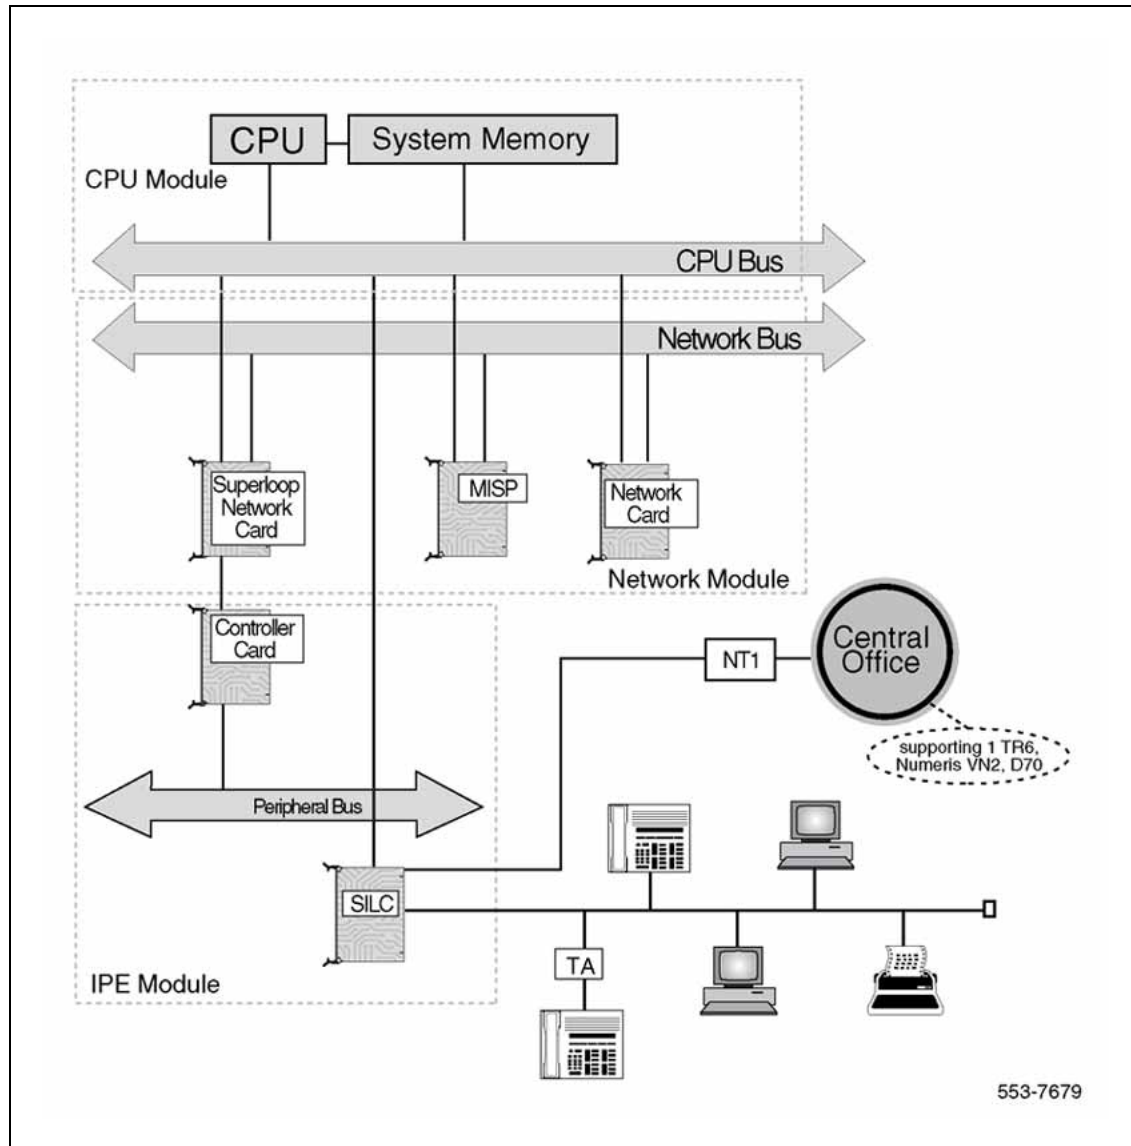 CPU
System Memory
CPU Module
CPU Bus
Network Bus
Superloop
Network
Card
MISP
Network
Card
Network Module
Controller
Card
NT1
Central
Office
supporting 1 TR6,
Numeris VN2, D70
Peripheral Bus
SILC
TA
IPE Module
553-7679